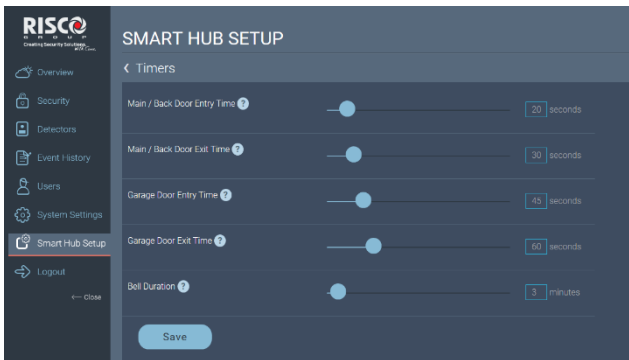 RISCO
GROUP
Creating Security Solutions
SMART HUB SETUP
‹ Timers
Overview
Security
Detectors
Event History
Users
System Settings
Smart Hub Setup
Logout
← Close
Main / Back Door Entry Time ?
20 seconds
Main / Back Door Exit Time ?
30 seconds
Garage Door Entry Time ?
45 seconds
Garage Door Exit Time ?
60 seconds
Bell Duration ?
3 minutes
Save